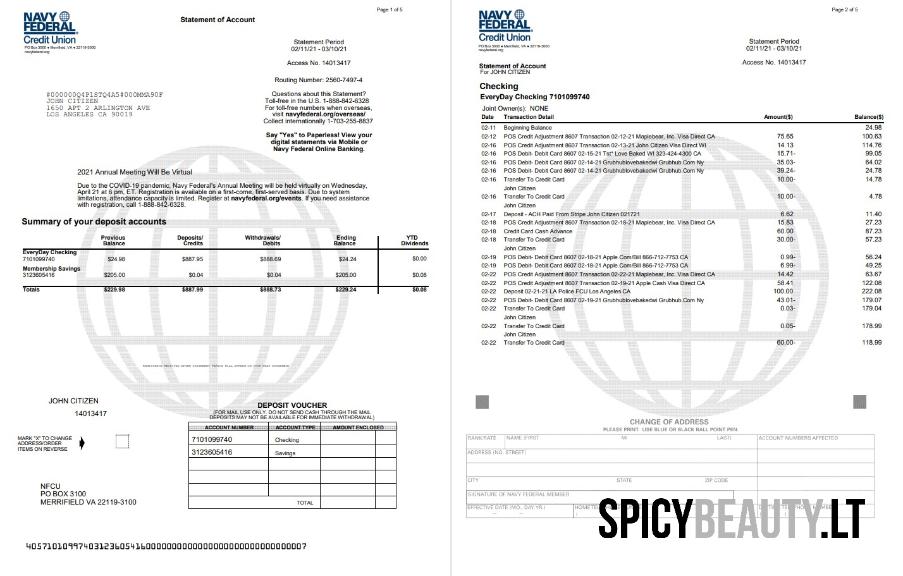 Page 1 of 5
NAVY
FEDERAL
Credit Union
PO Box 3000 • Merrifield, VA • 22119-3000
navyfederal.org
Statement of Account
Statement Period
02/11/21 - 03/10/21
Access No. 14013417
Routing Number: 2560-7497-4
#000000Q4P1STQ4A5#000MMA90F
JOHN CITIZEN
1650 APT 2 ARLINGTON AVE
LOS ANGELES CA 90019
Questions about this Statement?
Toll-free in the U.S. 1-888-842-6328
For toll-free numbers when overseas,
visit navyfederal.org/overseas/
Collect internationally 1-703-255-8837
Say "Yes" to Paperless! View your
digital statements via Mobile or
Navy Federal Online Banking.
2021 Annual Meeting Will Be Virtual
Due to the COVID-19 pandemic, Navy Federal's Annual Meeting will be held virtually on Wednesday,
April 21 at 6 pm, ET. Registration is available on a first-come, first-served basis. Due to system
limitations, attendance capacity is limited. Register at navyfederal.org/events. If you need assistance
with registration, call 1-888-842-6328.
Summary of your deposit accounts
Previous Balance Deposits/ Credits Withdrawals/ Debits Ending Balance YTD Dividends
EveryDay Checking
7101099740 $24.98 $887.95 $888.69 $24.24 $0.00
Membership Savings
3123605416 $205.00 $0.04 $0.04 $205.00 $0.08
Totals $229.98 $887.99 $888.73 $229.24 $0.08
JOHN CITIZEN
14013417
DEPOSIT VOUCHER
(FOR MAIL USE ONLY. DO NOT SEND CASH THROUGH THE MAIL
DEPOSITS MAY NOT BE AVAILABLE FOR IMMEDIATE WITHDRAWAL)
ACCOUNT NUMBER ACCOUNT TYPE AMOUNT ENCLOSED
7101099740 Checking
3123605416 Savings
TOTAL
MARK "X" TO CHANGE
ADDRESS/ORDER
ITEMS ON REVERSE
NFCU
PO BOX 3100
MERRIFIELD VA 22119-3100
Page 2 of 5
NAVY
FEDERAL
Credit Union
PO Box 3000 • Merrifield, VA • 22119-3000
navyfederal.org
Statement Period
02/11/21 - 03/10/21
Access No. 14013417
Statement of Account
For JOHN CITIZEN
Checking
EveryDay Checking 7101099740
Joint Owner(s): NONE
Date Transaction Detail Amount($) Balance($)
02-11 Beginning Balance 24.98
02-12 POS Credit Adjustment 8607 Transaction 02-12-21 Maplebear, Inc. Visa Direct CA 75.65 100.63
02-16 POS Credit Adjustment 8607 Transaction 02-13-21 John Citizen Visa Direct WI 14.13 114.76
02-16 POS Debit- Debit Card 8607 02-15-21 Tst* Love Baked WI 323-424-4300 CA 15.71- 99.05
02-16 POS Debit- Debit Card 8607 02-14-21 Grubhublovebakedwi Grubhub.Com Ny 35.03- 64.02
02-16 POS Debit- Debit Card 8607 02-14-21 Grubhublovebakedwi Grubhub.Com Ny 39.24- 24.78
02-16 Transfer To Credit Card 10.00- 14.78
John Citizen
02-16 Transfer To Credit Card 10.00- 4.78
John Citizen
02-17 Deposit - ACH Paid From Stripe John Citizen 021721 6.62 11.40
02-18 POS Credit Adjustment 8607 Transaction 02-18-21 Maplebear, Inc. Visa Direct CA 15.83 27.23
02-18 Credit Card Cash Advance 60.00 87.23
02-18 Transfer To Credit Card 30.00- 57.23
John Citizen
02-19 POS Debit- Debit Card 8607 02-18-21 Apple.Com/Bill 866-712-7753 CA 0.99- 56.24
02-19 POS Debit- Debit Card 8607 02-18-21 Apple.Com/Bill 866-712-7753 CA 6.99- 49.25
02-22 POS Credit Adjustment 8607 Transaction 02-22-21 Maplebear, Inc. Visa Direct CA 14.42 63.67
02-22 POS Credit Adjustment 8607 Transaction 02-19-21 Apple Cash Visa Direct CA 58.41 122.08
02-22 Deposit 02-21-21 LA Police FCU Los Angeles CA 100.00 222.08
02-22 POS Debit- Debit Card 8607 02-19-21 Grubhublovebakedwi Grubhub.Com Ny 43.01- 179.07
02-22 Transfer To Credit Card 0.03- 179.04
John Citizen
02-22 Transfer To Credit Card 0.05- 178.99
John Citizen
02-22 Transfer To Credit Card 60.00- 118.99
CHANGE OF ADDRESS
PLEASE PRINT. USE BLUE OR BLACK BALL POINT PEN.
RANK/RATE NAME (FIRST MI LAST) ACCOUNT NUMBERS AFFECTED
ADDRESS (NO. STREET)
CITY STATE ZIP CODE
SIGNATURE OF NAVY FEDERAL MEMBER
EFFECTIVE DATE (MO., DAY, YR.)
SPICYBEAUTY.LT